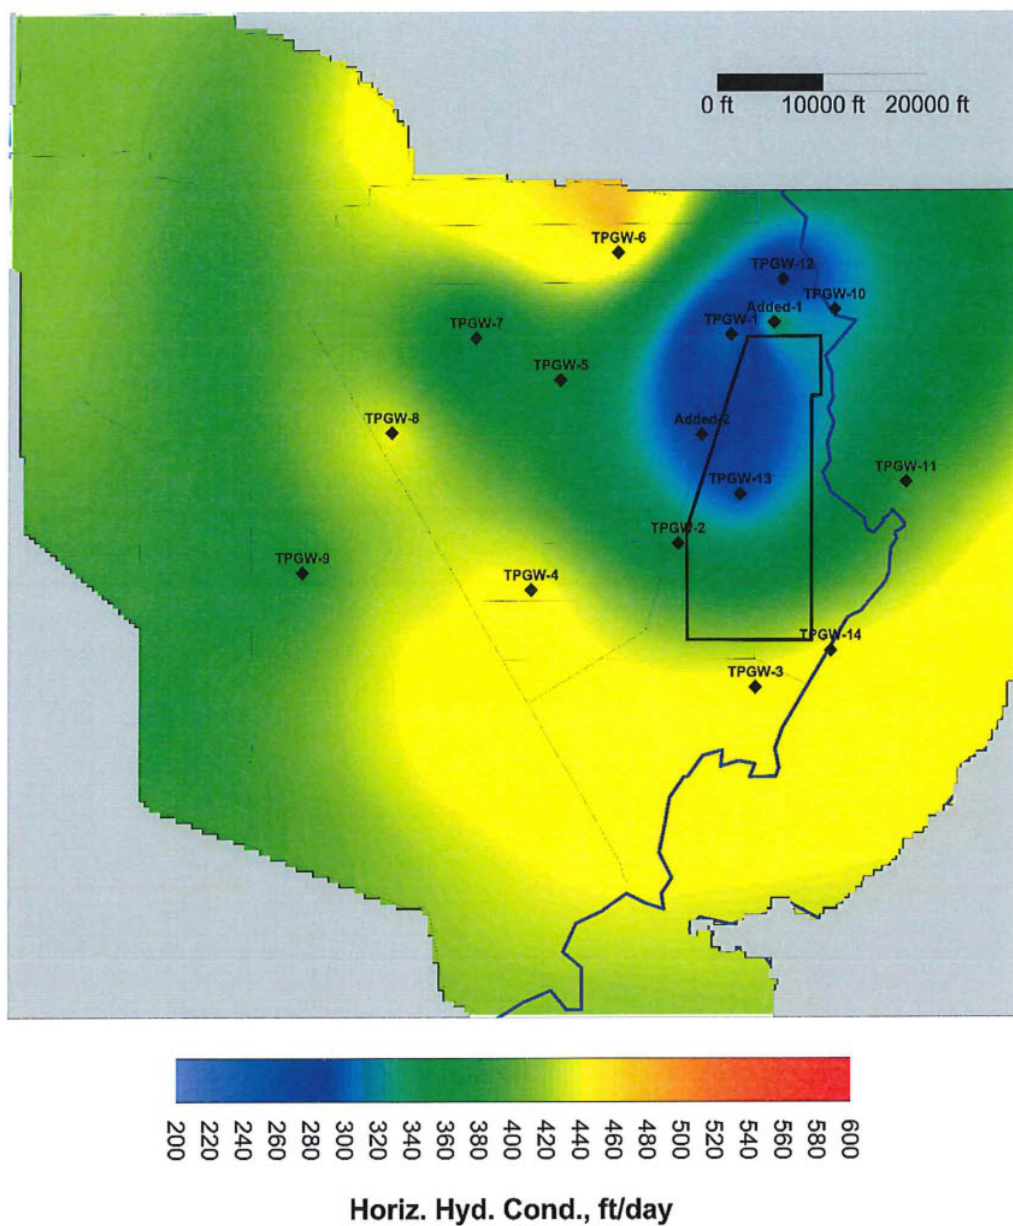 0 ft 10000 ft 20000 ft
TPGW-6
TPGW-12
TPGW-10
Added-1
TPGW-1
TPGW-7
TPGW-5
TPGW-8
Added-2
TPGW-11
TPGW-13
TPGW-2
TPGW-9
TPGW-4
TPGW-14
TPGW-3
200 220 240 260 280 300 320 340 360 380 400 420 440 460 480 500 520 540 560 580 600
Horiz. Hyd. Cond., ft/day